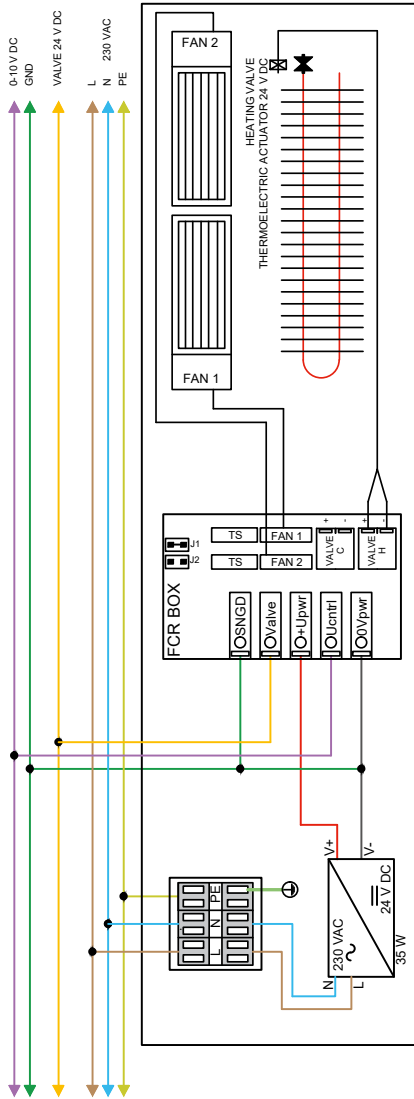 0-10 V DC
GND
VALVE 24 V DC
L
N
230 VAC
PE
FAN 2
FAN 1
HEATING VALVE
THERMOELECTRIC ACTUATOR 24 V DC
FCR BOX
J1
J2
TS
FAN 1
TS
FAN 2
VALVE
C
+
-
VALVE
H
+
-
SNGD
Valve
+Upwr
Ucntrl
0Vpwr
L
N
PE
V+
V-
230 VAC
24 V DC
N
L
35 W